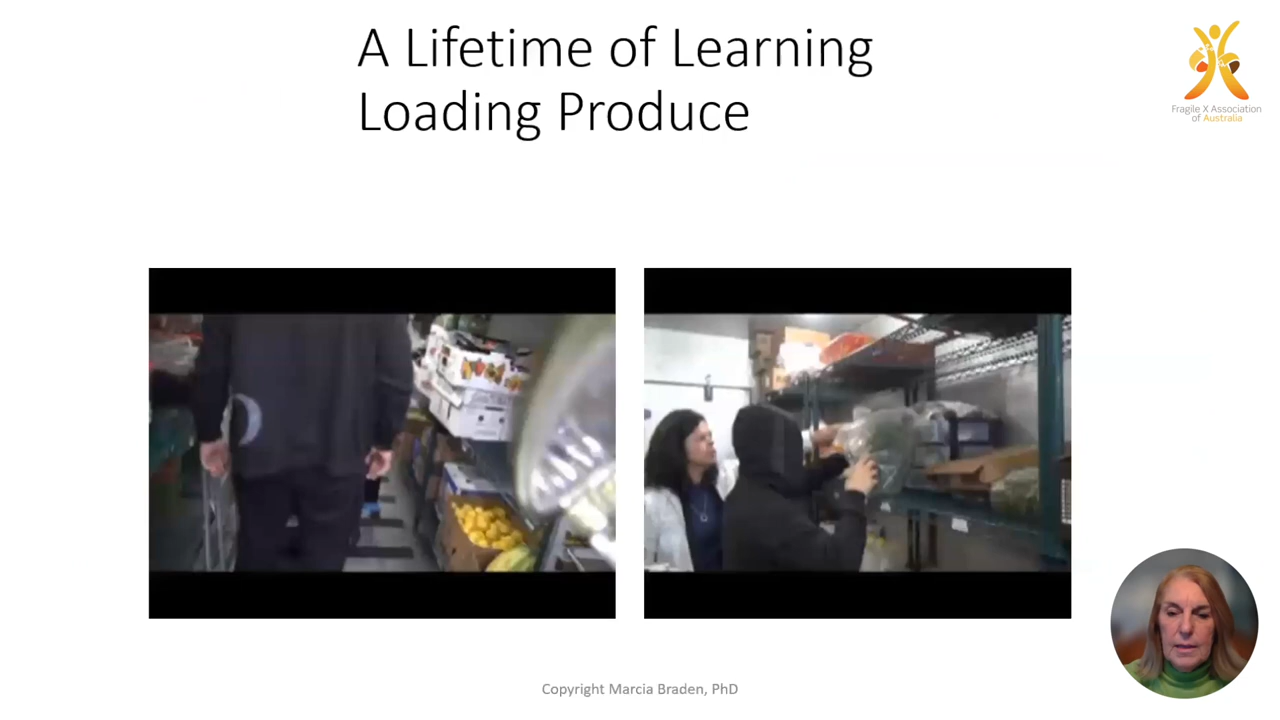 A Lifetime of Learning
Loading Produce
Fragile X Association
of Australia
Copyright Marcia Braden, PhD